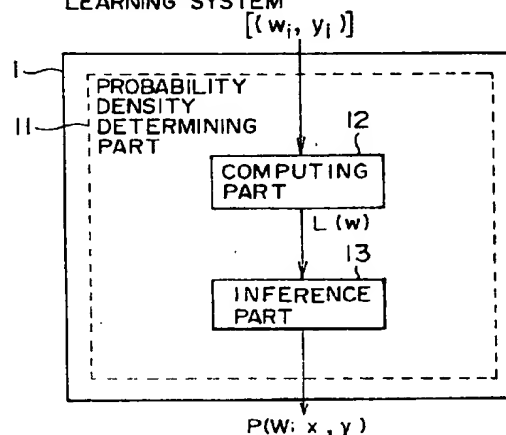 LEARNING SYSTEM
[(wi, yi)]
1
PROBABILITY
DENSITY
11
DETERMINING
PART
12
COMPUTING
PART
L (w)
13
INFERENCE
PART
P(W; x, y)